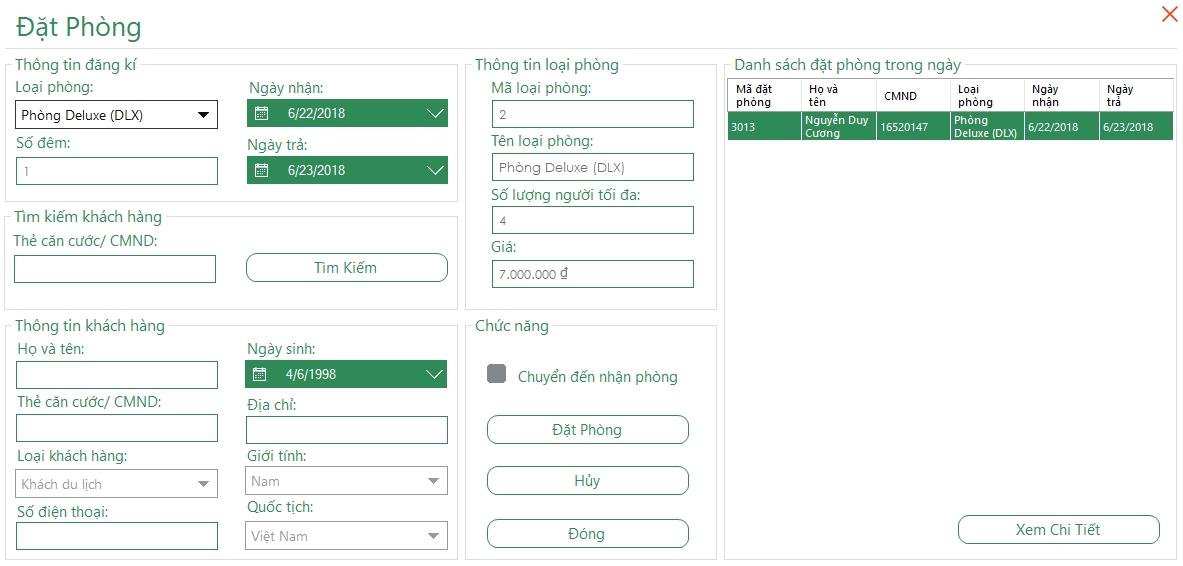 Đặt Phòng
Thông tin đăng kí
Loại phòng:
Phòng Deluxe (DLX)
Ngày nhận:
6/22/2018
Số đêm:
1
Ngày trả:
6/23/2018
Tìm kiếm khách hàng
Thẻ căn cước/ CMND:
Tìm Kiếm
Thông tin khách hàng
Họ và tên:
Ngày sinh:
4/6/1998
Thẻ căn cước/ CMND:
Địa chỉ:
Loại khách hàng:
Khách du lịch
Giới tính:
Nam
Số điện thoại:
Quốc tịch:
Việt Nam
Thông tin loại phòng
Mã loại phòng:
2
Tên loại phòng:
Phòng Deluxe (DLX)
Số lượng người tối đa:
4
Giá:
7.000.000 ₫
Chức năng
Chuyển đến nhận phòng
Đặt Phòng
Hủy
Đóng
Danh sách đặt phòng trong ngày
Mã đặt phòng
Họ và tên
CMND
Loại phòng
Ngày nhận
Ngày trả
3013
Nguyễn Duy Cương
16520147
Phòng Deluxe (DLX)
6/22/2018
6/23/2018
Xem Chi Tiết